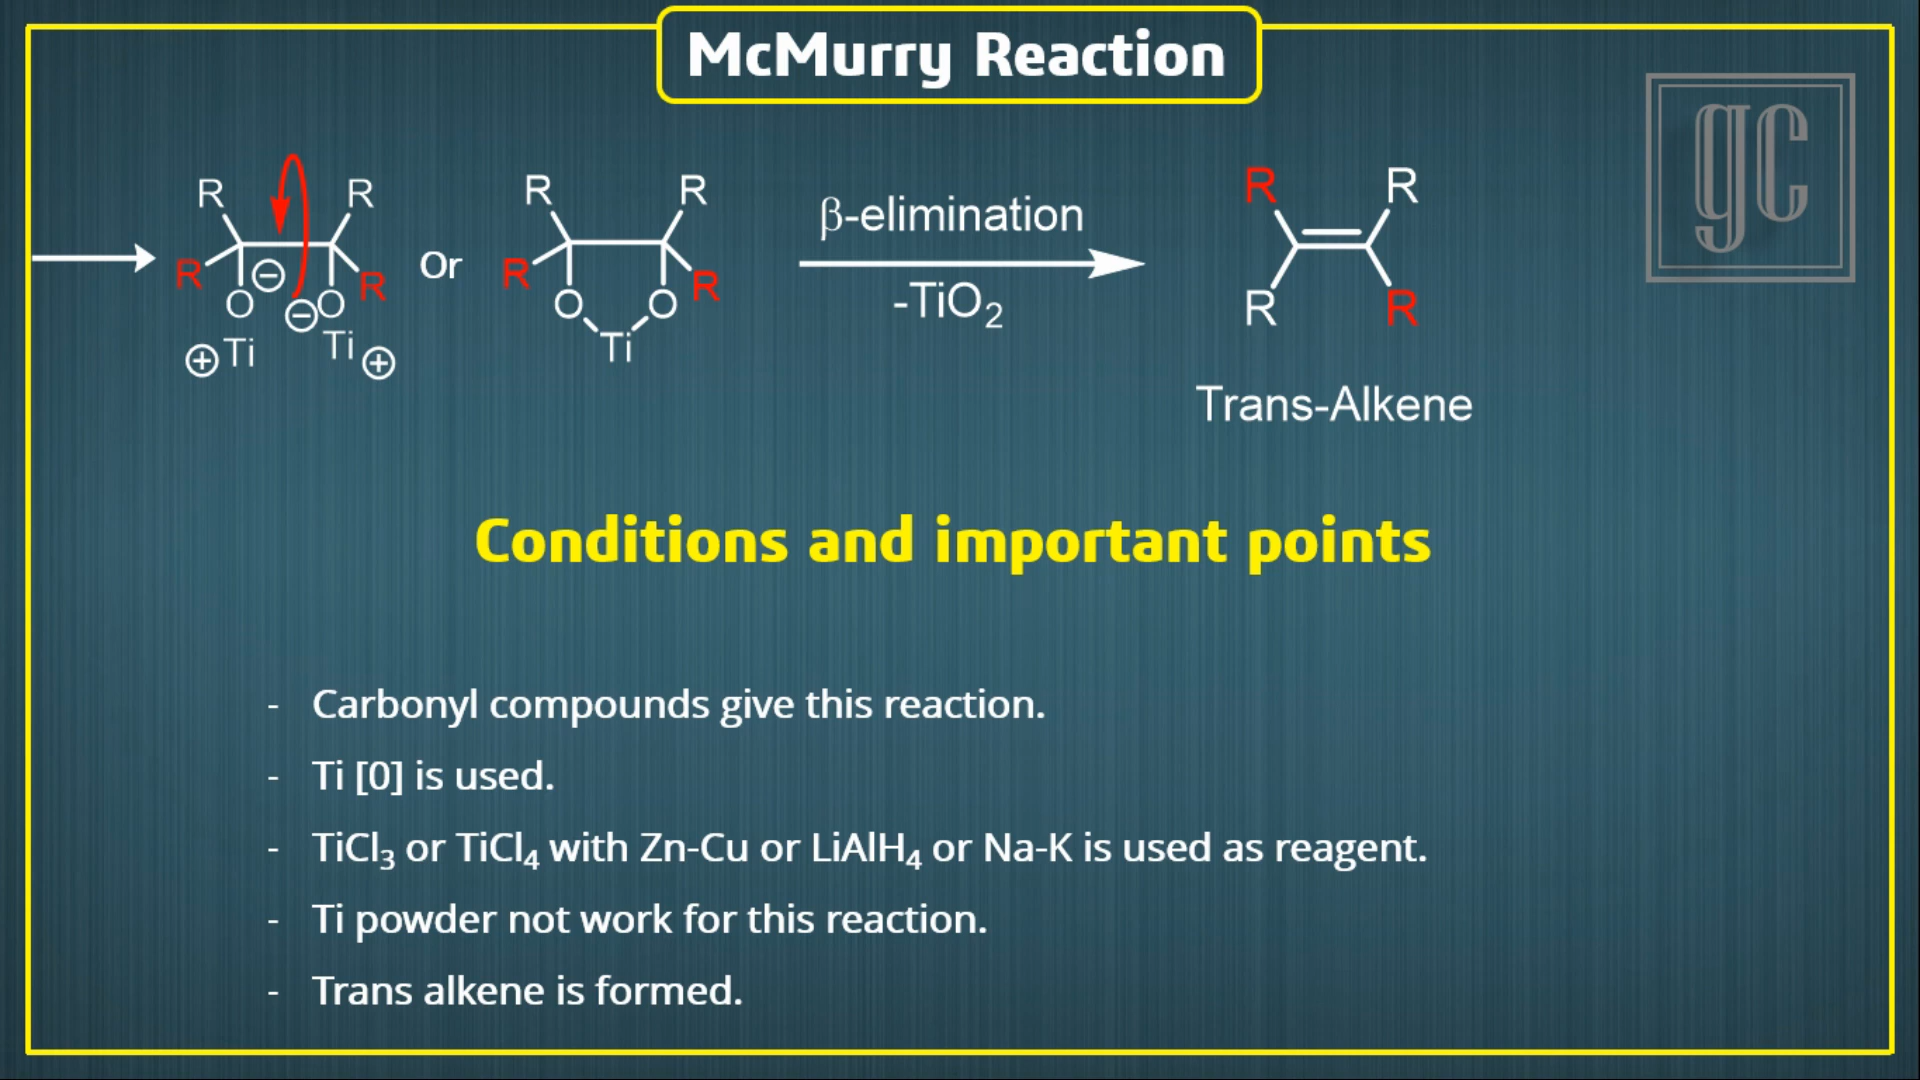 McMurry Reaction
gc
R R R R R R
β-elimination
R R Or R R
⊖ ⊖
O O O O
-TiO₂
R R
⊕ Ti Ti ⊕ Ti
Trans-Alkene
Conditions and important points
- Carbonyl compounds give this reaction.
- Ti [0] is used.
- TiCl₃ or TiCl₄ with Zn-Cu or LiAlH₄ or Na-K is used as reagent.
- Ti powder not work for this reaction.
- Trans alkene is formed.